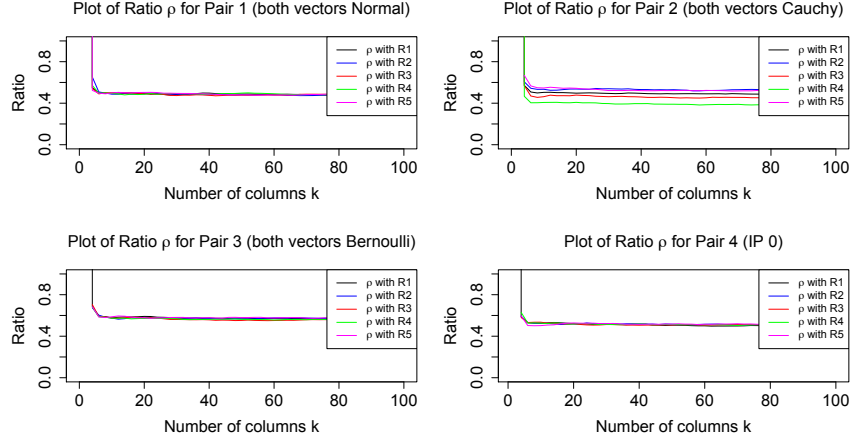 Plot of Ratio ρ for Pair 1 (both vectors Normal)
Ratio
0.0 0.4 0.8
ρ with R1
ρ with R2
ρ with R3
ρ with R4
ρ with R5
0 20 40 60 80 100
Number of columns k
Plot of Ratio ρ for Pair 2 (both vectors Cauchy)
Ratio
0.0 0.4 0.8
ρ with R1
ρ with R2
ρ with R3
ρ with R4
ρ with R5
0 20 40 60 80 100
Number of columns k
Plot of Ratio ρ for Pair 3 (both vectors Bernoulli)
Ratio
0.0 0.4 0.8
ρ with R1
ρ with R2
ρ with R3
ρ with R4
ρ with R5
0 20 40 60 80 100
Number of columns k
Plot of Ratio ρ for Pair 4 (IP 0)
Ratio
0.0 0.4 0.8
ρ with R1
ρ with R2
ρ with R3
ρ with R4
ρ with R5
0 20 40 60 80 100
Number of columns k